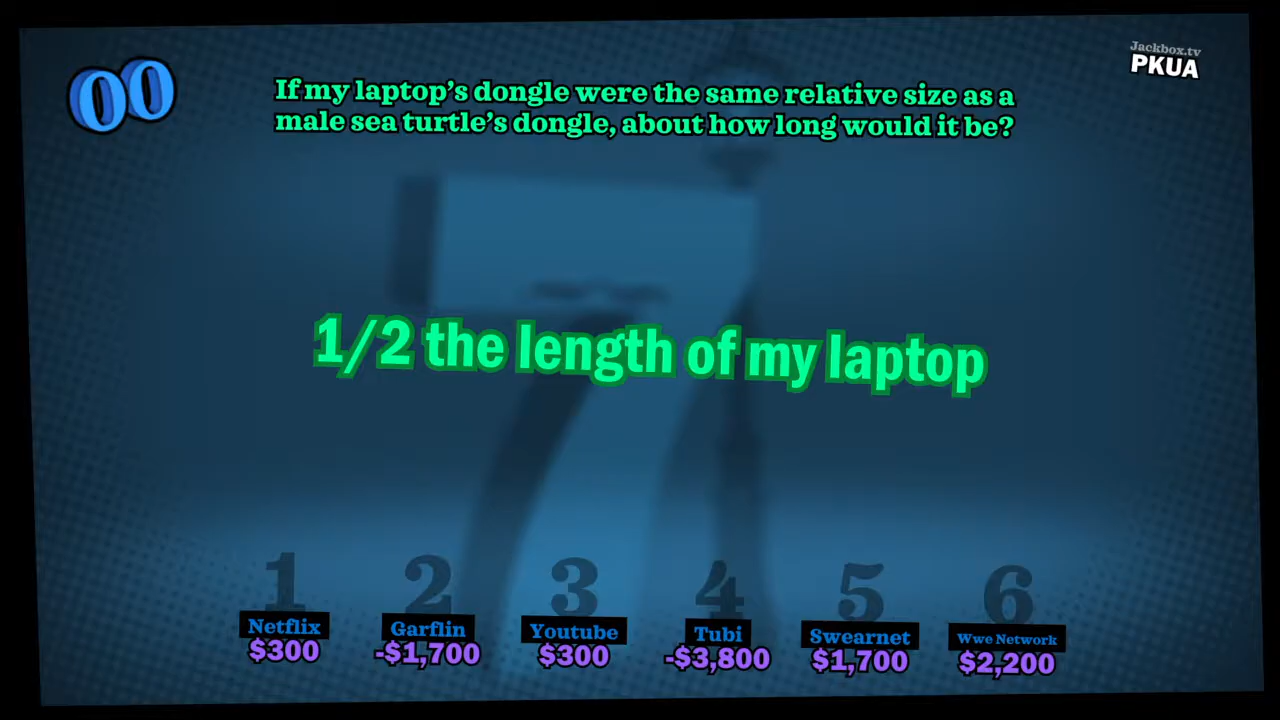 00
Jackbox.tv
PKUA
If my laptop's dongle were the same relative size as a
male sea turtle's dongle, about how long would it be?
1/2 the length of my laptop
1 2 3 4 5 6
Netflix Garflin Youtube Tubi Swearnet Wwe Network
$300 -$1,700 $300 -$3,800 $1,700 $2,200